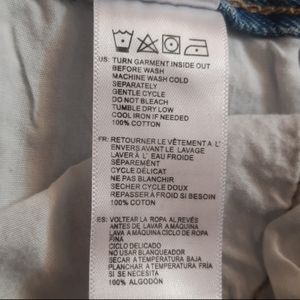 US: TURN GARMENT INSIDE OUT
BEFORE WASH
MACHINE WASH COLD
SEPARATELY
GENTLE CYCLE
DO NOT BLEACH
TUMBLE DRY LOW
COOL IRON IF NEEDED
100% COTTON
FR: RETOURNER LE VÊTEMENT A L'
ENVERS AVANT LE LAVAGE
LAVER À L' EAU FROIDE
SÉPARÉMENT
CYCLE DÉLICAT
NE PAS BLANCHIR
SÉCHER CYCLE DOUX
REPASSER À FROID SI BESOIN
100% COTON
ES: VOLTEAR LA ROPA AL REVÉS
ANTES DE LAVAR A MÁQUINA
LAVA A MÁQUINA CICLO DE ROPA
FINA
CICLO DELICADO
NO USAR BLANQUEADOR
SECAR A TEMPERATURA BAJA
PLANCHAR A TEMPERATURA FRÍA
SI SE NECESITA
100% ALGODÓN